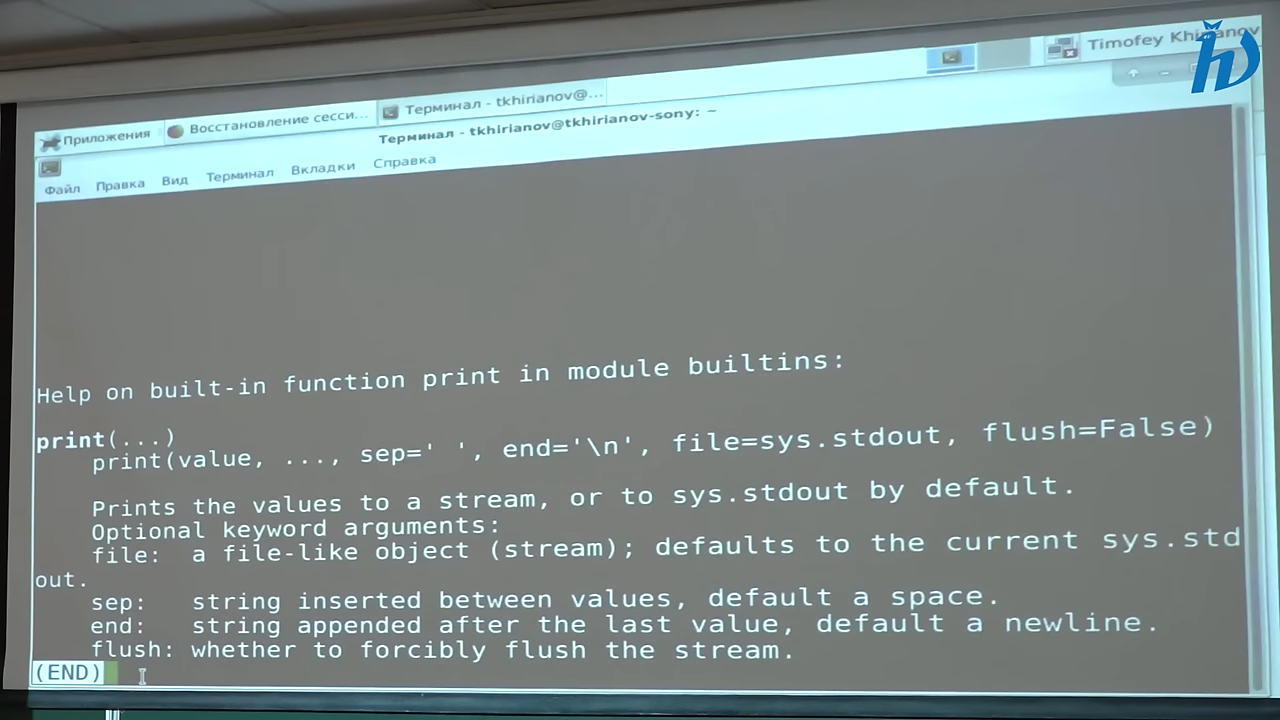 Timofey Khirianov
Приложения
Восстановление сесси...
Терминал - tkhirianov@...
Терминал - tkhirianov@tkhirianov-sony: ~
Файл Правка Вид Терминал Вкладки Справка
Help on built-in function print in module builtins:
print(...)
print(value, ..., sep=' ', end='\n', file=sys.stdout, flush=False)
Prints the values to a stream, or to sys.stdout by default.
Optional keyword arguments:
file: a file-like object (stream); defaults to the current sys.std
out.
sep: string inserted between values, default a space.
end: string appended after the last value, default a newline.
flush: whether to forcibly flush the stream.
(END)